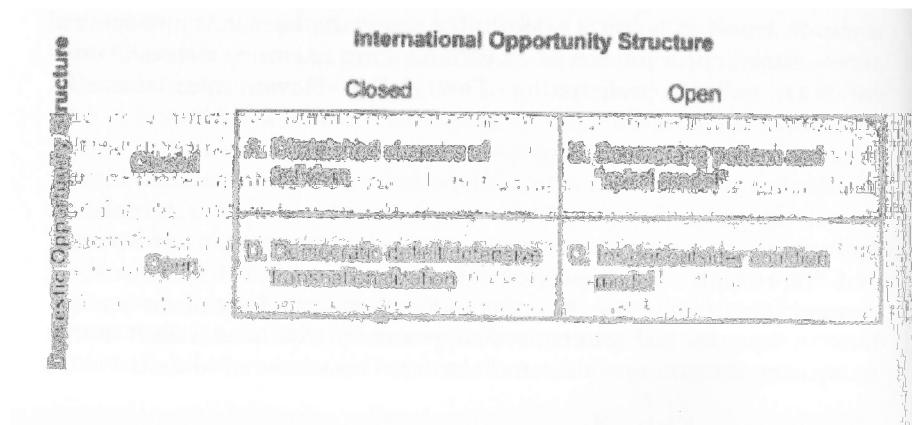 International Opportunity Structure
Closed Open
Domestic Opportunity Structure
Closed
A. Diminished chances of
activism
B. Boomerang pattern and
"spiral model"
Open
D. Democratic deficit/defensive
transnationalization
C. Insider/outsider coalition
model